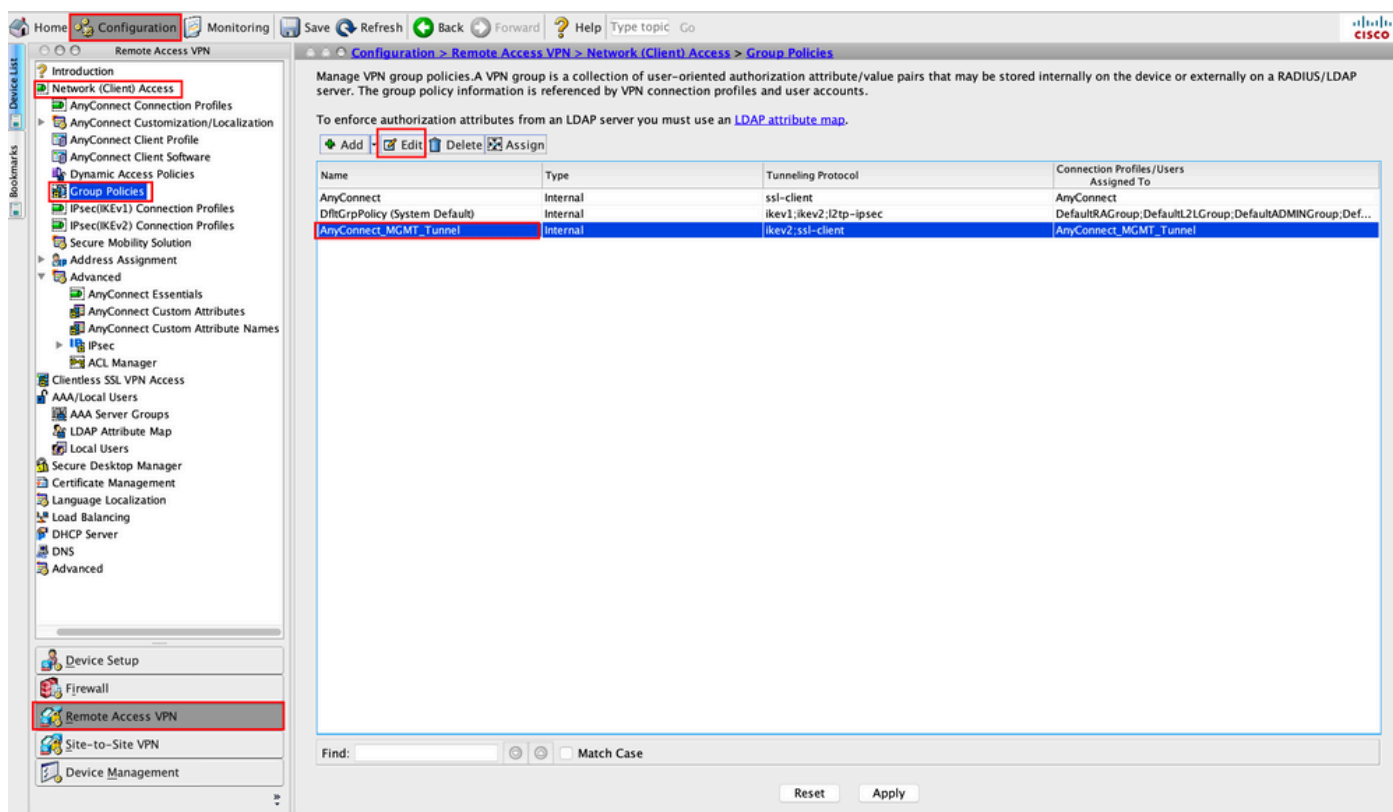 Home Configuration Monitoring Save Refresh Back Forward Help Type topic Go
cisco
Device List
Bookmarks
Remote Access VPN
Introduction
Network (Client) Access
AnyConnect Connection Profiles
AnyConnect Customization/Localization
AnyConnect Client Profile
AnyConnect Client Software
Dynamic Access Policies
Group Policies
IPsec(IKEv1) Connection Profiles
IPsec(IKEv2) Connection Profiles
Secure Mobility Solution
Address Assignment
Advanced
AnyConnect Essentials
AnyConnect Custom Attributes
AnyConnect Custom Attribute Names
IPsec
ACL Manager
Clientless SSL VPN Access
AAA/Local Users
AAA Server Groups
LDAP Attribute Map
Local Users
Secure Desktop Manager
Certificate Management
Language Localization
Load Balancing
DHCP Server
DNS
Advanced
Device Setup
Firewall
Remote Access VPN
Site-to-Site VPN
Device Management
Configuration > Remote Access VPN > Network (Client) Access > Group Policies
Manage VPN group policies.A VPN group is a collection of user-oriented authorization attribute/value pairs that may be stored internally on the device or externally on a RADIUS/LDAP
server. The group policy information is referenced by VPN connection profiles and user accounts.
To enforce authorization attributes from an LDAP server you must use an LDAP attribute map.
Add Edit Delete Assign
Name Type Tunneling Protocol Connection Profiles/Users
Assigned To
AnyConnect Internal ssl-client AnyConnect
DfltGrpPolicy (System Default) Internal ikev1;ikev2;l2tp-ipsec DefaultRAGroup;DefaultL2LGroup;DefaultADMINGroup;Def...
AnyConnect_MGMT_Tunnel Internal ikev2;ssl-client AnyConnect_MGMT_Tunnel
Find: Match Case
Reset Apply